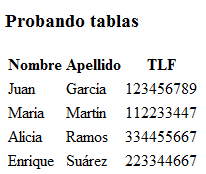 Probando tablas
Nombre Apellido TLF
Juan García 123456789
Maria Martín 112233447
Alicia Ramos 334455667
Enrique Suárez 223344667